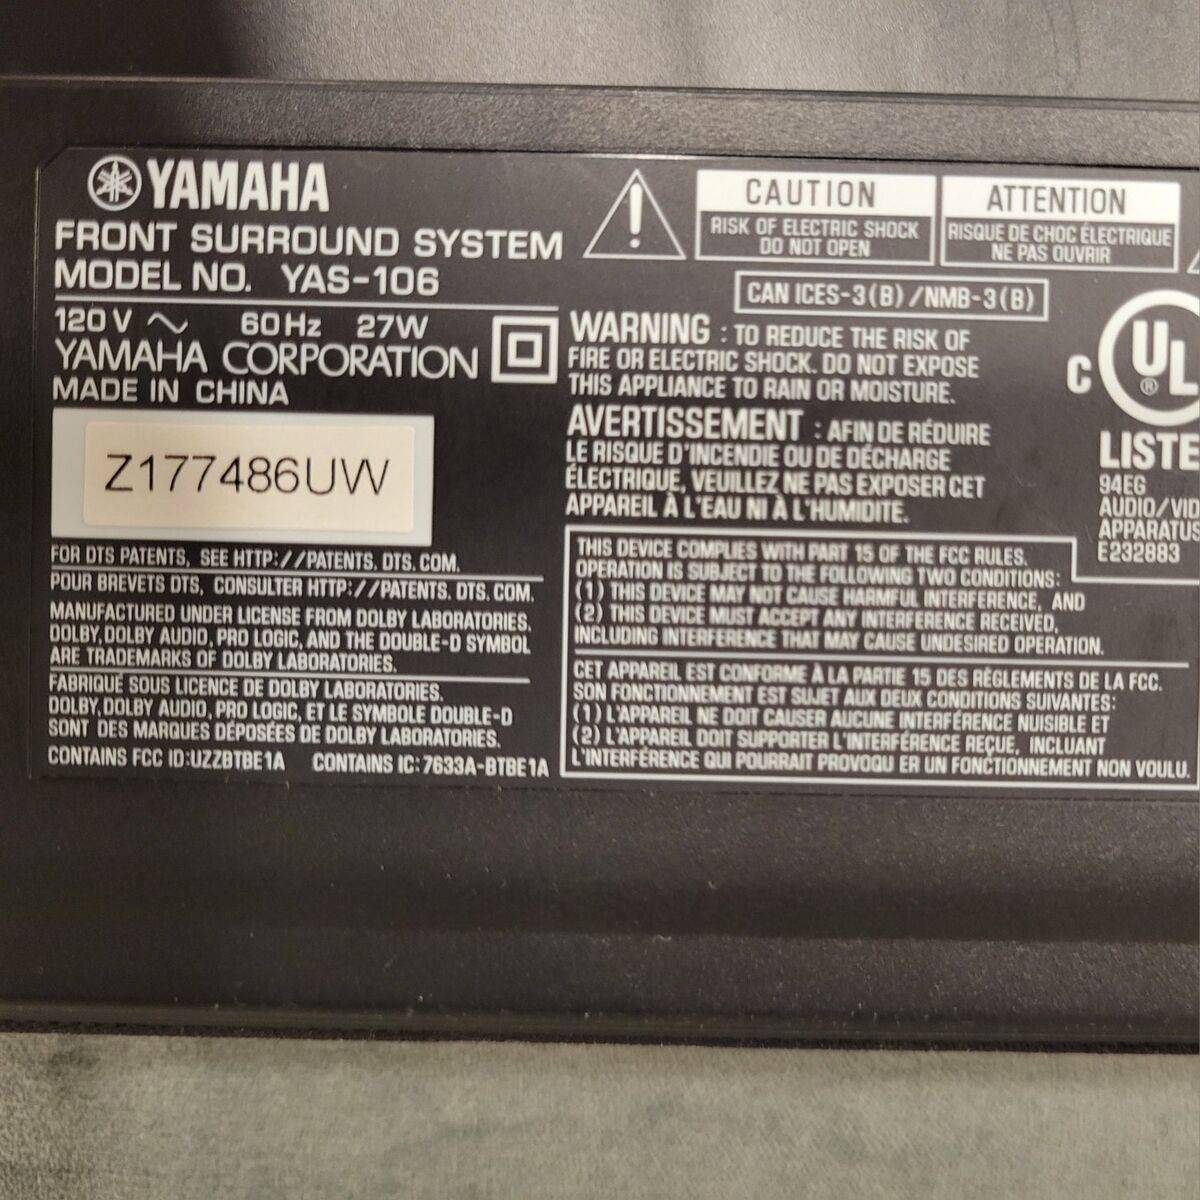 YAMAHA
FRONT SURROUND SYSTEM
MODEL NO. YAS-106
120 V ~ 60 Hz 27W
YAMAHA CORPORATION
MADE IN CHINA
Z177486UW
FOR DTS PATENTS, SEE HTTP://PATENTS. DTS. COM.
POUR BREVETS DTS, CONSULTER HTTP://PATENTS. DTS. COM.
MANUFACTURED UNDER LICENSE FROM DOLBY LABORATORIES.
DOLBY, DOLBY AUDIO, PRO LOGIC, AND THE DOUBLE-D SYMBOL
ARE TRADEMARKS OF DOLBY LABORATORIES.
FABRIQUÉ SOUS LICENCE DE DOLBY LABORATORIES.
DOLBY, DOLBY AUDIO, PRO LOGIC, ET LE SYMBOLE DOUBLE-D
SONT DES MARQUES DÉPOSÉES DE DOLBY LABORATORIES.
CONTAINS FCC ID:UZZBTBE1A CONTAINS IC: 7633A-BTBE1A
CAUTION
RISK OF ELECTRIC SHOCK
DO NOT OPEN
ATTENTION
RISQUE DE CHOC ÉLECTRIQUE
NE PAS OUVRIR
CAN ICES-3(B) /NMB-3(B)
WARNING : TO REDUCE THE RISK OF
FIRE OR ELECTRIC SHOCK. DO NOT EXPOSE
THIS APPLIANCE TO RAIN OR MOISTURE.
AVERTISSEMENT : AFIN DE RÉDUIRE
LE RISQUE D'INCENDIE OU DE DÉCHARGE
ÉLECTRIQUE, VEUILLEZ NE PAS EXPOSER CET
APPAREIL À L'EAU NI À L'HUMIDITE.
C UL ®
LISTE
94EG
AUDIO/VID
APPARATUS
E232883
THIS DEVICE COMPLIES WITH PART 15 OF THE FCC RULES.
OPERATION IS SUBJECT TO THE FOLLOWING TWO CONDITIONS:
(1) THIS DEVICE MAY NOT CAUSE HARMFUL INTERFERENCE, AND
(2) THIS DEVICE MUST ACCEPT ANY INTERFERENCE RECEIVED,
INCLUDING INTERFERENCE THAT MAY CAUSE UNDESIRED OPERATION.
CET APPAREIL EST CONFORME À LA PARTIE 15 DES RÈGLEMENTS DE LA FCC.
SON FONCTIONNEMENT EST SUJET AUX DEUX CONDITIONS SUIVANTES:
(1) L'APPAREIL NE DOIT CAUSER AUCUNE INTERFÉRENCE NUISIBLE ET
(2) L'APPAREIL DOIT SUPPORTER L'INTERFÉRENCE REÇUE, INCLUANT
L'INTERFÉRENCE QUI POURRAIT PROVOQU ER UN FONCTIONNEMENT NON VOULU.